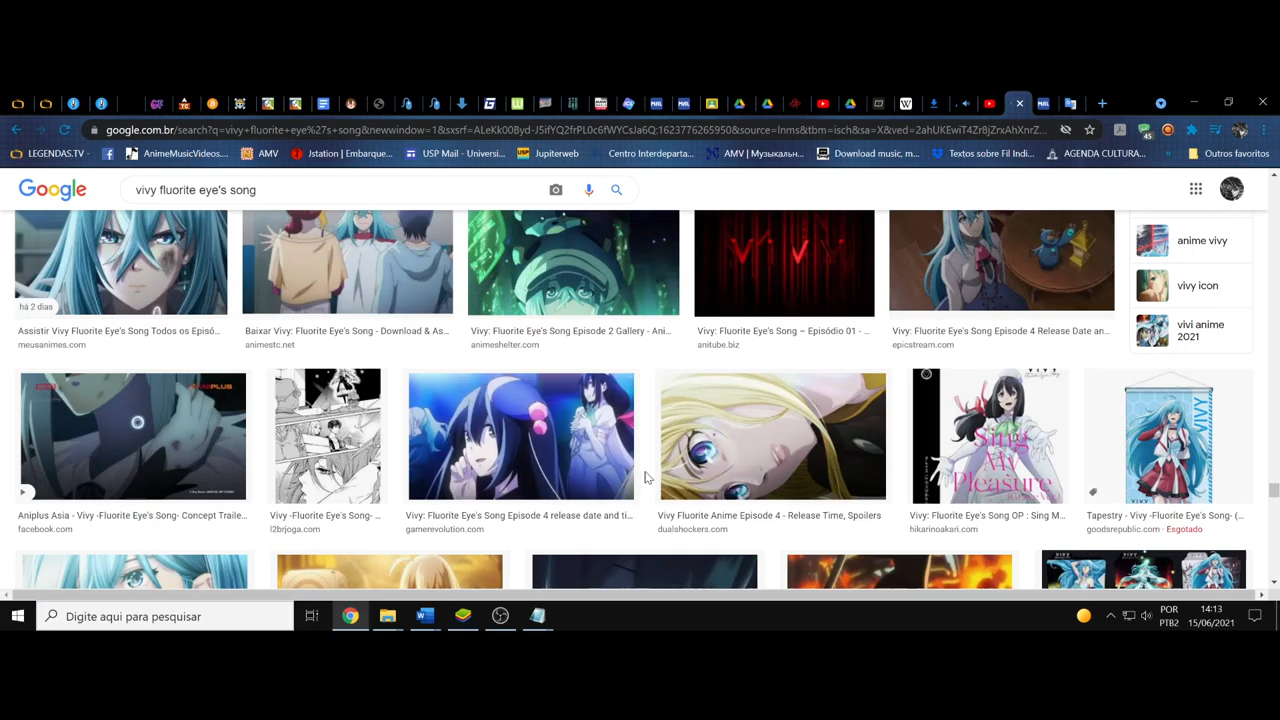 google.com.br/search?q=vivy+fluorite+eye%27s+song&newwindow=1&sxsrf=ALeKk00Byd-J5ifYQ2frPL0c6fWYCsJa6Q:1623776265950&source=lnms&tbm=isch&sa=X&ved=2ahUKEwiT4Zr8jZrxAhXnrZ...
45
LEGENDAS.TV
AnimeMusicVideos...
AMV
Jstation | Embarque...
USP Mail - Universi...
Jupiterweb
Centro Interdeparta...
AMV | Музыкальн...
Download music, m...
Textos sobre Fil Indi...
AGENDA CULTURA...
Outros favoritos
Google
vivy fluorite eye's song
anime vivy
vivy icon
vivi anime
2021
há 2 dias
Assistir Vivy Fluorite Eye's Song Todos os Episó...
meusanimes.com
Baixar Vivy: Fluorite Eye's Song - Download & As...
animestc.net
Vivy: Fluorite Eye's Song Episode 2 Gallery - Ani...
animeshelter.com
Vivy: Fluorite Eye's Song – Episódio 01 - ...
anitube.biz
Vivy: Fluorite Eye's Song Episode 4 Release Date an...
epicstream.com
ANIPLUS
Sing
My
Pleasure
VIVY
Aniplus Asia - Vivy -Fluorite Eye's Song- Concept Traile...
facebook.com
Vivy -Fluorite Eye's Song- ...
l2brjoga.com
Vivy: Fluorite Eye's Song Episode 4 release date and ti...
gamerevolution.com
Vivy Fluorite Anime Episode 4 - Release Time, Spoilers
dualshockers.com
Vivy: Fluorite Eye's Song OP : Sing M...
hikarinoakari.com
Tapestry - Vivy -Fluorite Eye's Song- (...
goodsrepublic.com - Esgotado
Digite aqui para pesquisar
POR
PTB2
14:13
15/06/2021